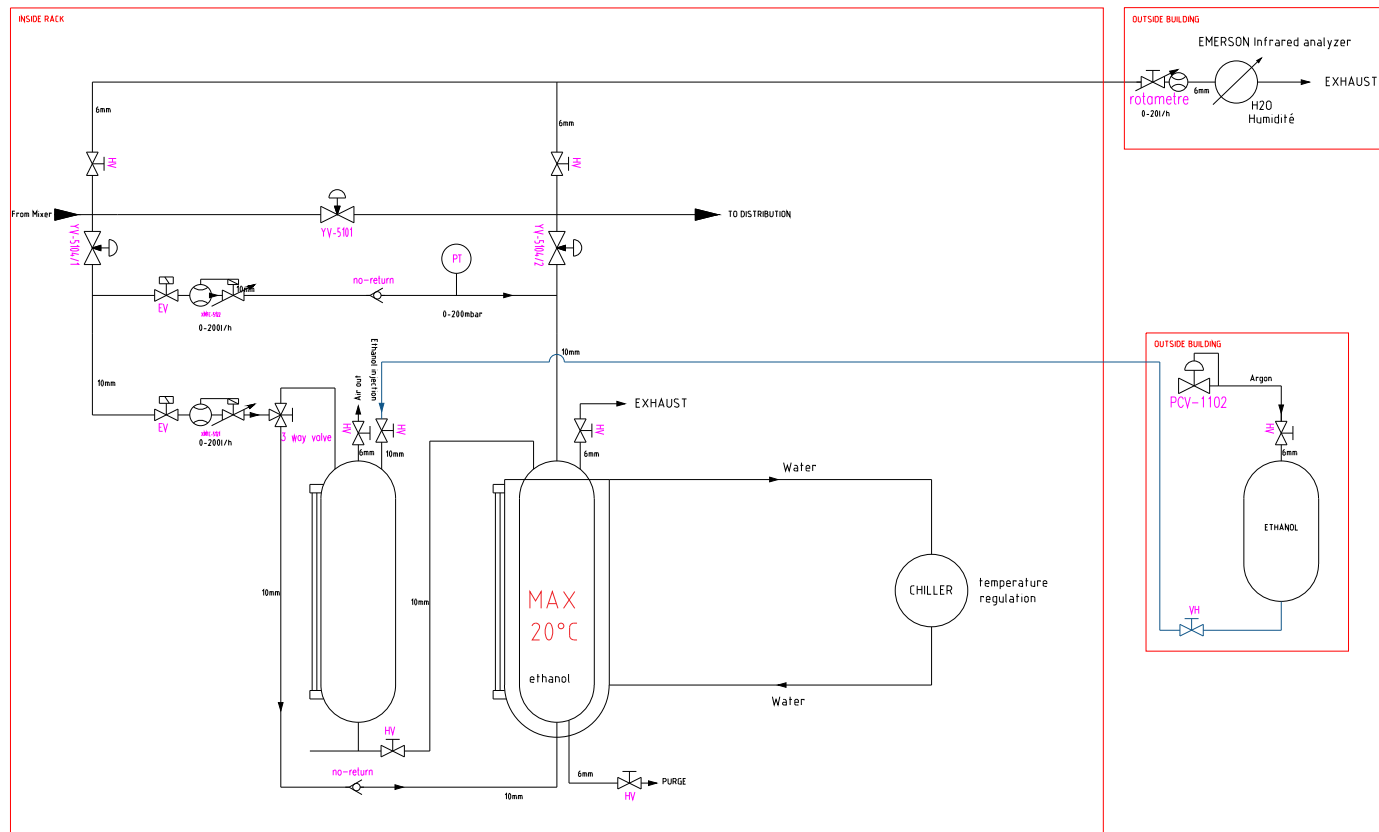 INSIDE RACK
OUTSIDE BUILDING
EMERSON Infrared analyzer
EXHAUST
rotametre
6mm
0-20l/h
H2O
Humidité
6mm
6mm
HV
HV
From Mixer
TO DISTRIBUTION
YV-5101
YV-5104/1
YV-5104/2
PT
no-return
10mm
EV
0-200l/h
0-200mbar
OUTSIDE BUILDING
10mm
Ethanol injection
Air out
Argon
PCV-1102
10mm
EXHAUST
EV
0-200l/h
3 way valve
HV
HV
HV
HV
6mm
10mm
6mm
6mm
Water
ETHANOL
CHILLER
temperature
regulation
10mm
10mm
MAX
20°C
ethanol
VH
Water
HV
no-return
6mm
PURGE
10mm
HV